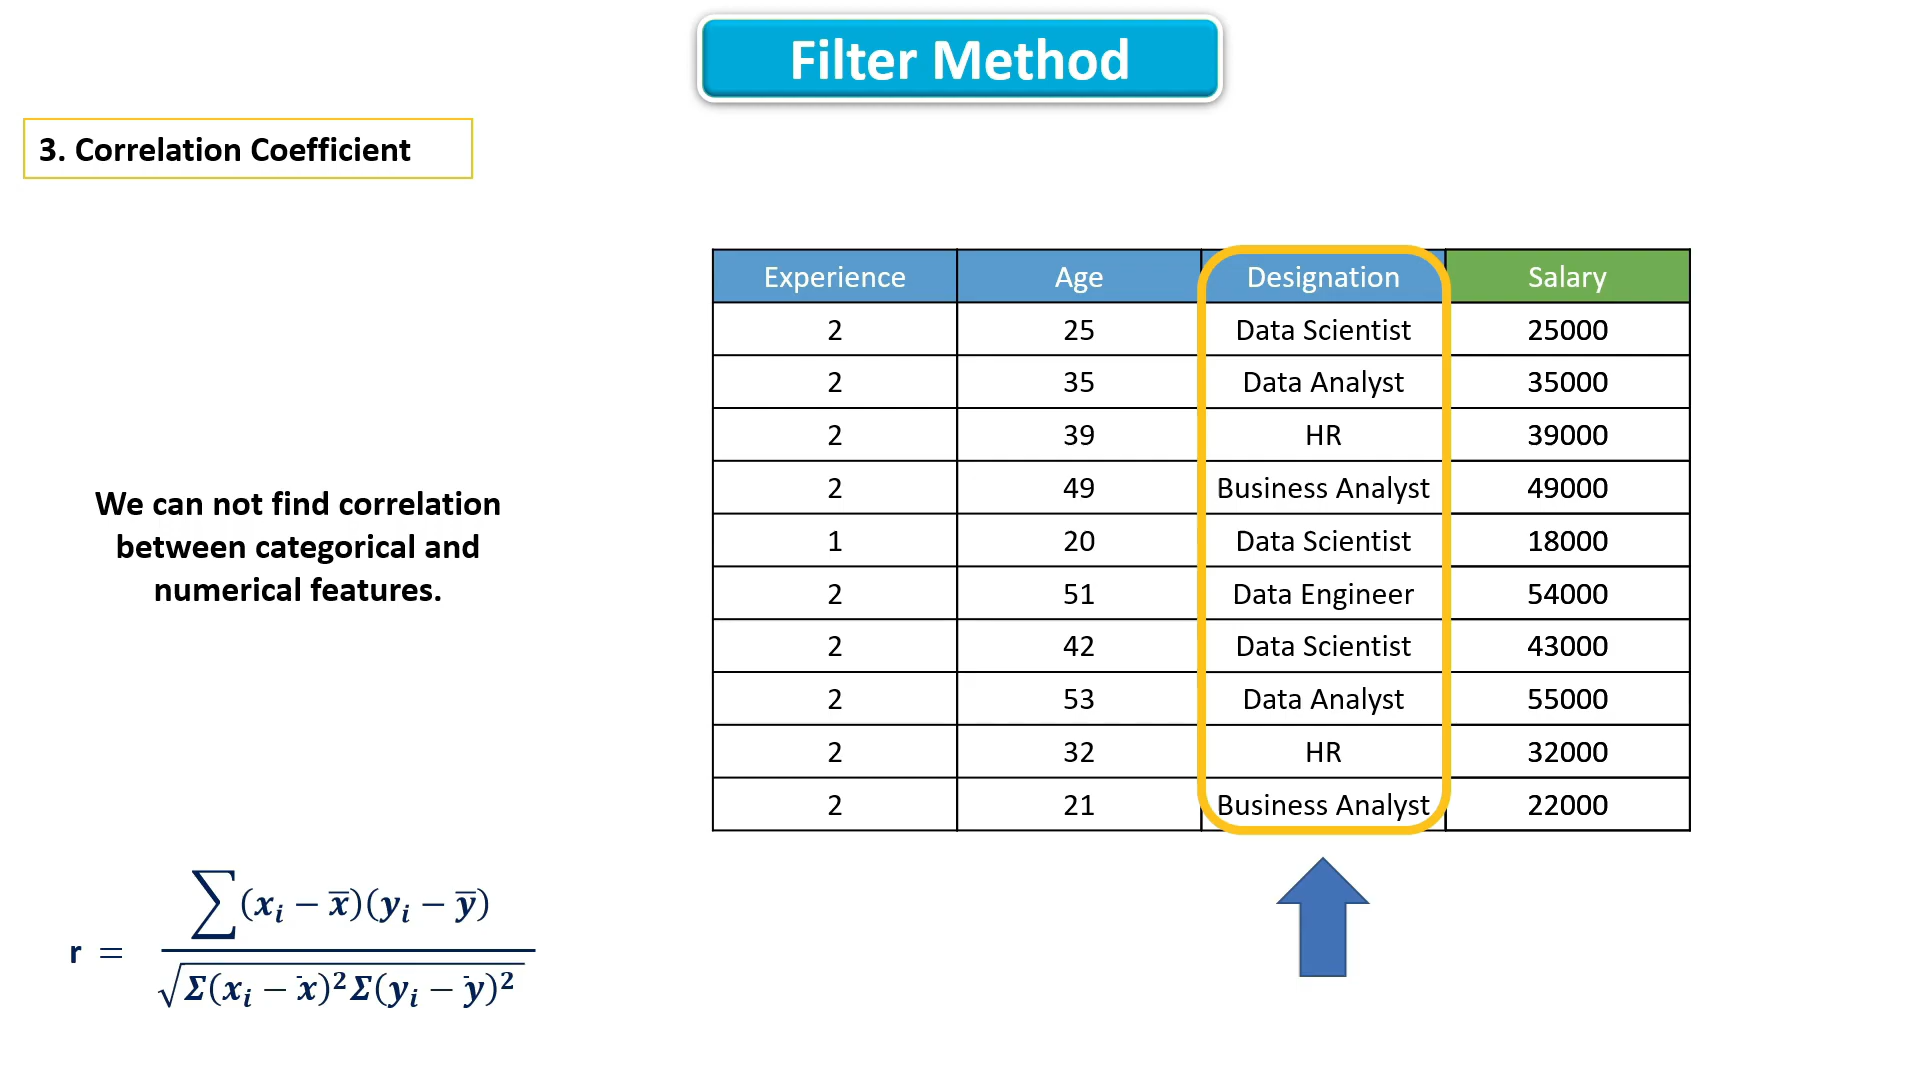 Filter Method
3. Correlation Coefficient
Experience Age Designation Salary
2 25 Data Scientist 25000
2 35 Data Analyst 35000
2 39 HR 39000
2 49 Business Analyst 49000
1 20 Data Scientist 18000
2 51 Data Engineer 54000
2 42 Data Scientist 43000
2 53 Data Analyst 55000
2 32 HR 32000
2 21 Business Analyst 22000
We can not find correlation
between categorical and
numerical features.
∑(xᵢ − x̅)(yᵢ − y̅)
r =
√Σ(xᵢ − x̄)²Σ(yᵢ − ȳ)²